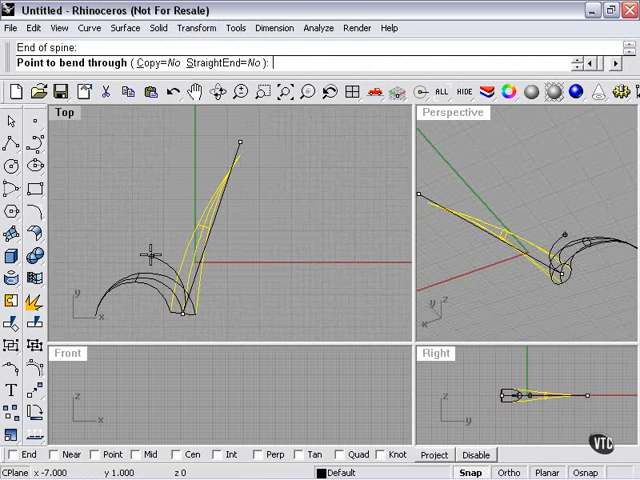 Untitled - Rhinoceros (Not For Resale)
File Edit View Curve Surface Solid Transform Tools Dimension Analyze Render Help
End of spine:
Point to bend through ( Copy=No StraightEnd=No ):
ALL HIDE
Top
Perspective
y
x
z
y
x
Front
Right
z
x
z
y
T
VTC
End Near Point Mid Cen Int Perp Tan Quad Knot Project Disable
CPlane x -7.000 y 1.000 z 0 Default Snap Ortho Planar Osnap